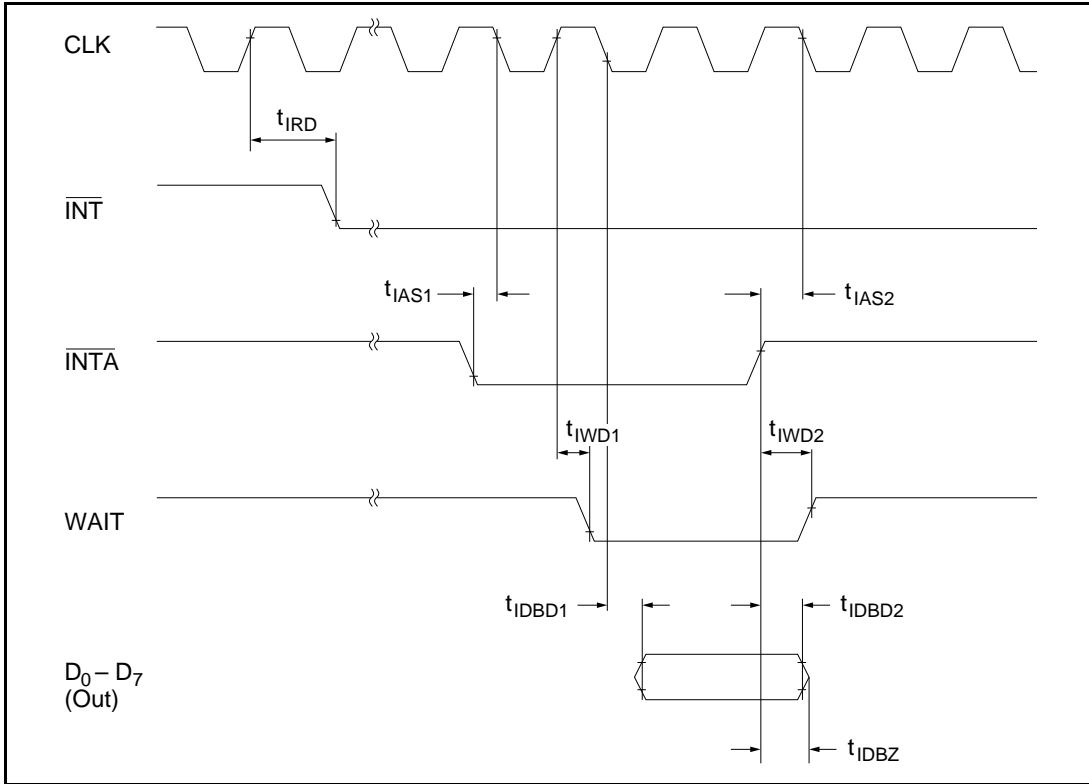 CLK
tIRD
INT
tIAS1
tIAS2
INTA
tIWD1
tIWD2
WAIT
tIDBD1
tIDBD2
D0 – D7
(Out)
tIDBZ